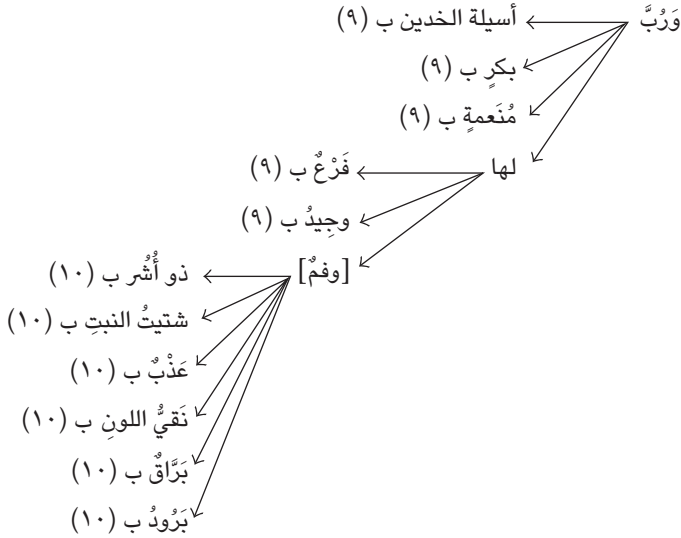 وَرُبَّ أسيلة الخدين ب (٩)
بكرٍ ب (٩)
مُنَعمةٍ ب (٩)
لها فَرْعٌ ب (٩)
وجِيدُ ب (٩)
[وفمٌ] ذو أُشُر ب (١٠)
شتيتُ النبتِ ب (١٠)
عَذْبٌ ب (١٠)
نَقيُّ اللونِ ب (١٠)
بَرَّاقٌ ب (١٠)
بَرُودُ ب (١٠)